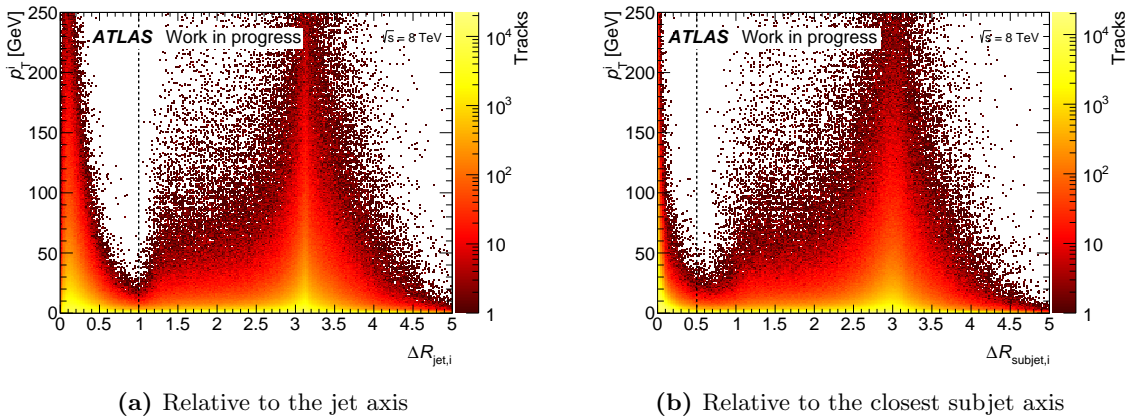 ATLAS Work in progress
√s = 8 TeV
p_T^i [GeV]
250
200
150
100
50
0
0 0.5 1 1.5 2 2.5 3 3.5 4 4.5 5
ΔR_jet,i
Tracks
10^4
10^3
10^2
10
1
(a) Relative to the jet axis
ATLAS Work in progress
√s = 8 TeV
p_T^i [GeV]
250
200
150
100
50
0
0 0.5 1 1.5 2 2.5 3 3.5 4 4.5 5
ΔR_subjet,i
Tracks
10^4
10^3
10^2
10
1
(b) Relative to the closest subjet axis